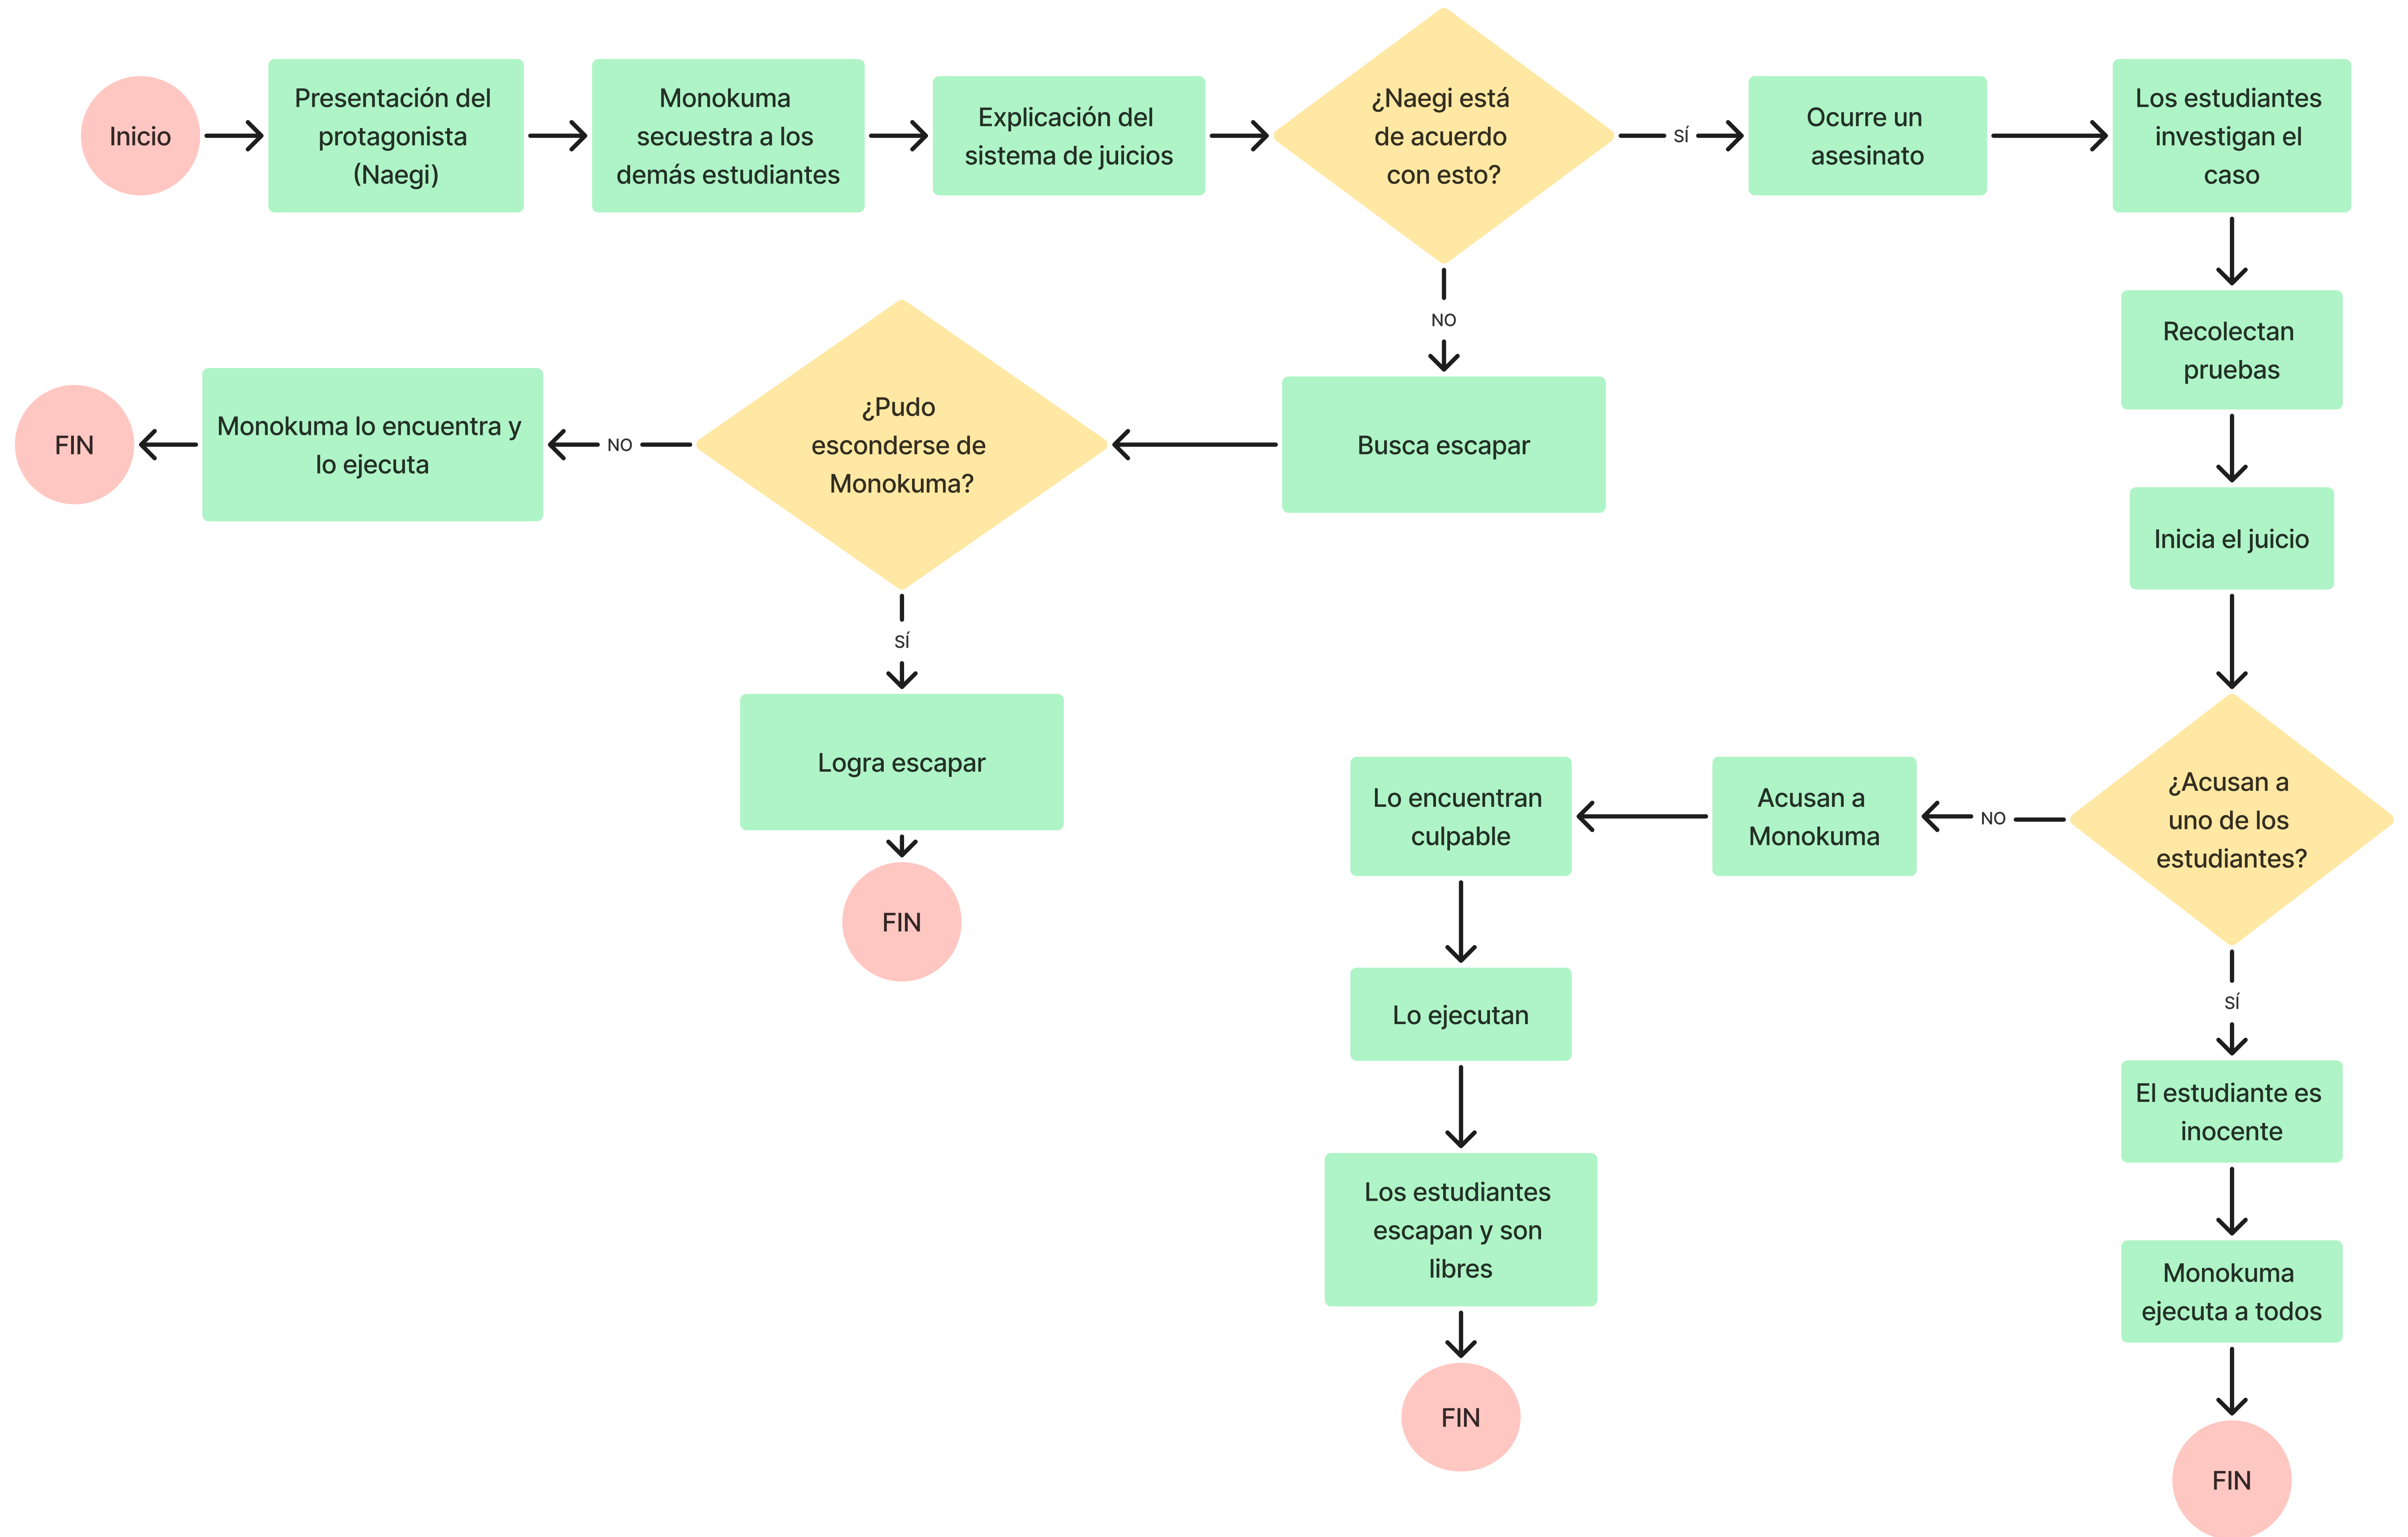 Inicio
Presentación del
protagonista
(Naegi)
Monokuma
secuestra a los
demás estudiantes
Explicación del
sistema de juicios
¿Naegi está
de acuerdo
con esto?
SÍ
Ocurre un
asesinato
Los estudiantes
investigan el
caso
NO
Recolectan
pruebas
FIN
Monokuma lo encuentra y
lo ejecuta
NO
¿Pudo
esconderse de
Monokuma?
Busca escapar
Inicia el juicio
SÍ
Logra escapar
FIN
Lo encuentran
culpable
Acusan a
Monokuma
NO
¿Acusan a
uno de los
estudiantes?
SÍ
Lo ejecutan
El estudiante es
inocente
Los estudiantes
escapan y son
libres
Monokuma
ejecuta a todos
FIN
FIN